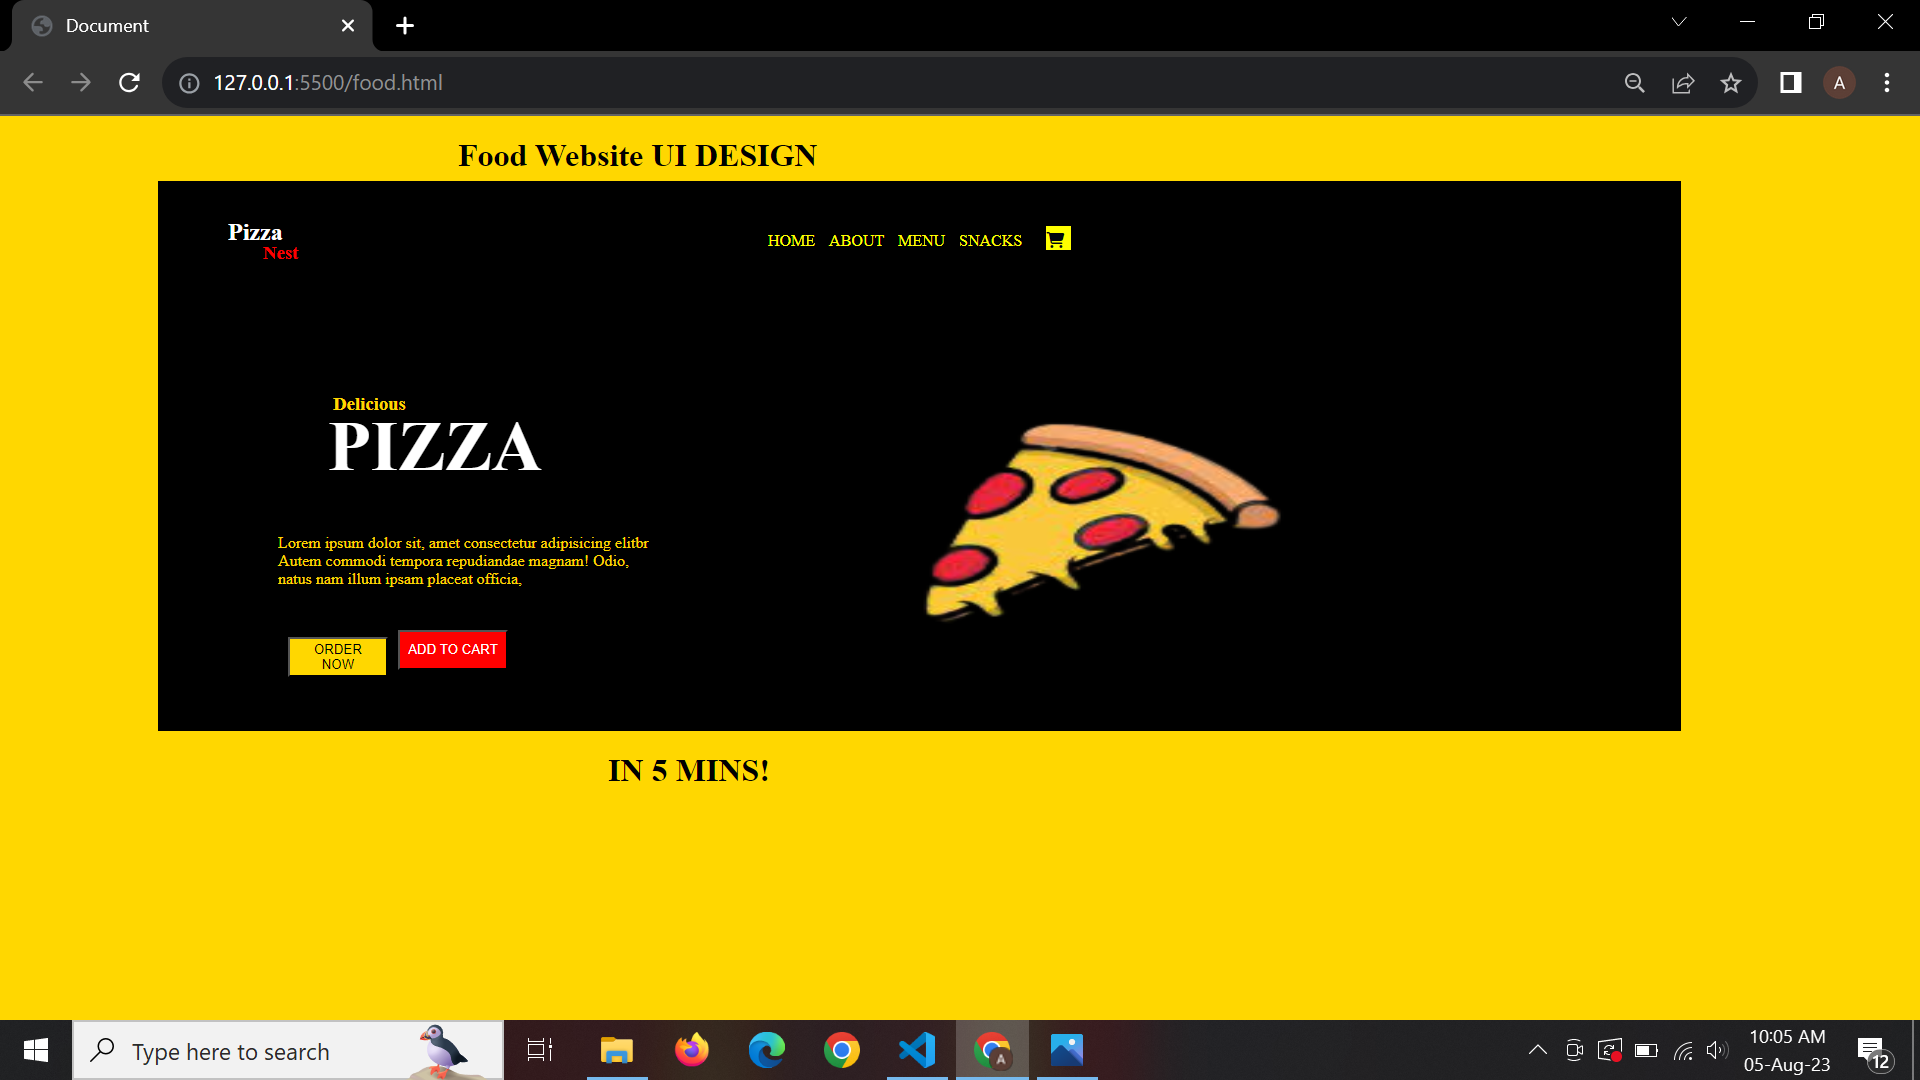 Document
127.0.0.1:5500/food.html
A
Food Website UI DESIGN
Pizza
Nest
HOME ABOUT MENU SNACKS
Delicious
PIZZA
Lorem ipsum dolor sit, amet consectetur adipisicing elitbr
Autem commodi tempora repudiandae magnam! Odio,
natus nam illum ipsam placeat officia,
ORDER
NOW
ADD TO CART
IN 5 MINS!
Type here to search
A
10:05 AM
05-Aug-23
12